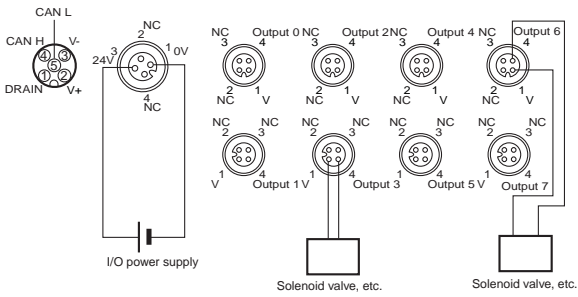 CAN L
CAN H
V-
4 3
5
1 2
DRAIN
V+
NC
2
3
24V
1 0V
4
NC
I/O power supply
NC Output 0 NC Output 2 NC Output 4 NC Output 6
3 4 3 4 3 4 3 4
2 1 2 1 2 1 2 1
NC V NC V NC V NC V
NC NC NC NC NC NC NC NC
2 3 2 3 2 3 2 3
1 4 1 4 1 4 1 4
V Output 1 V Output 3 V Output 5 V Output 7
Solenoid valve, etc.
Solenoid valve, etc.